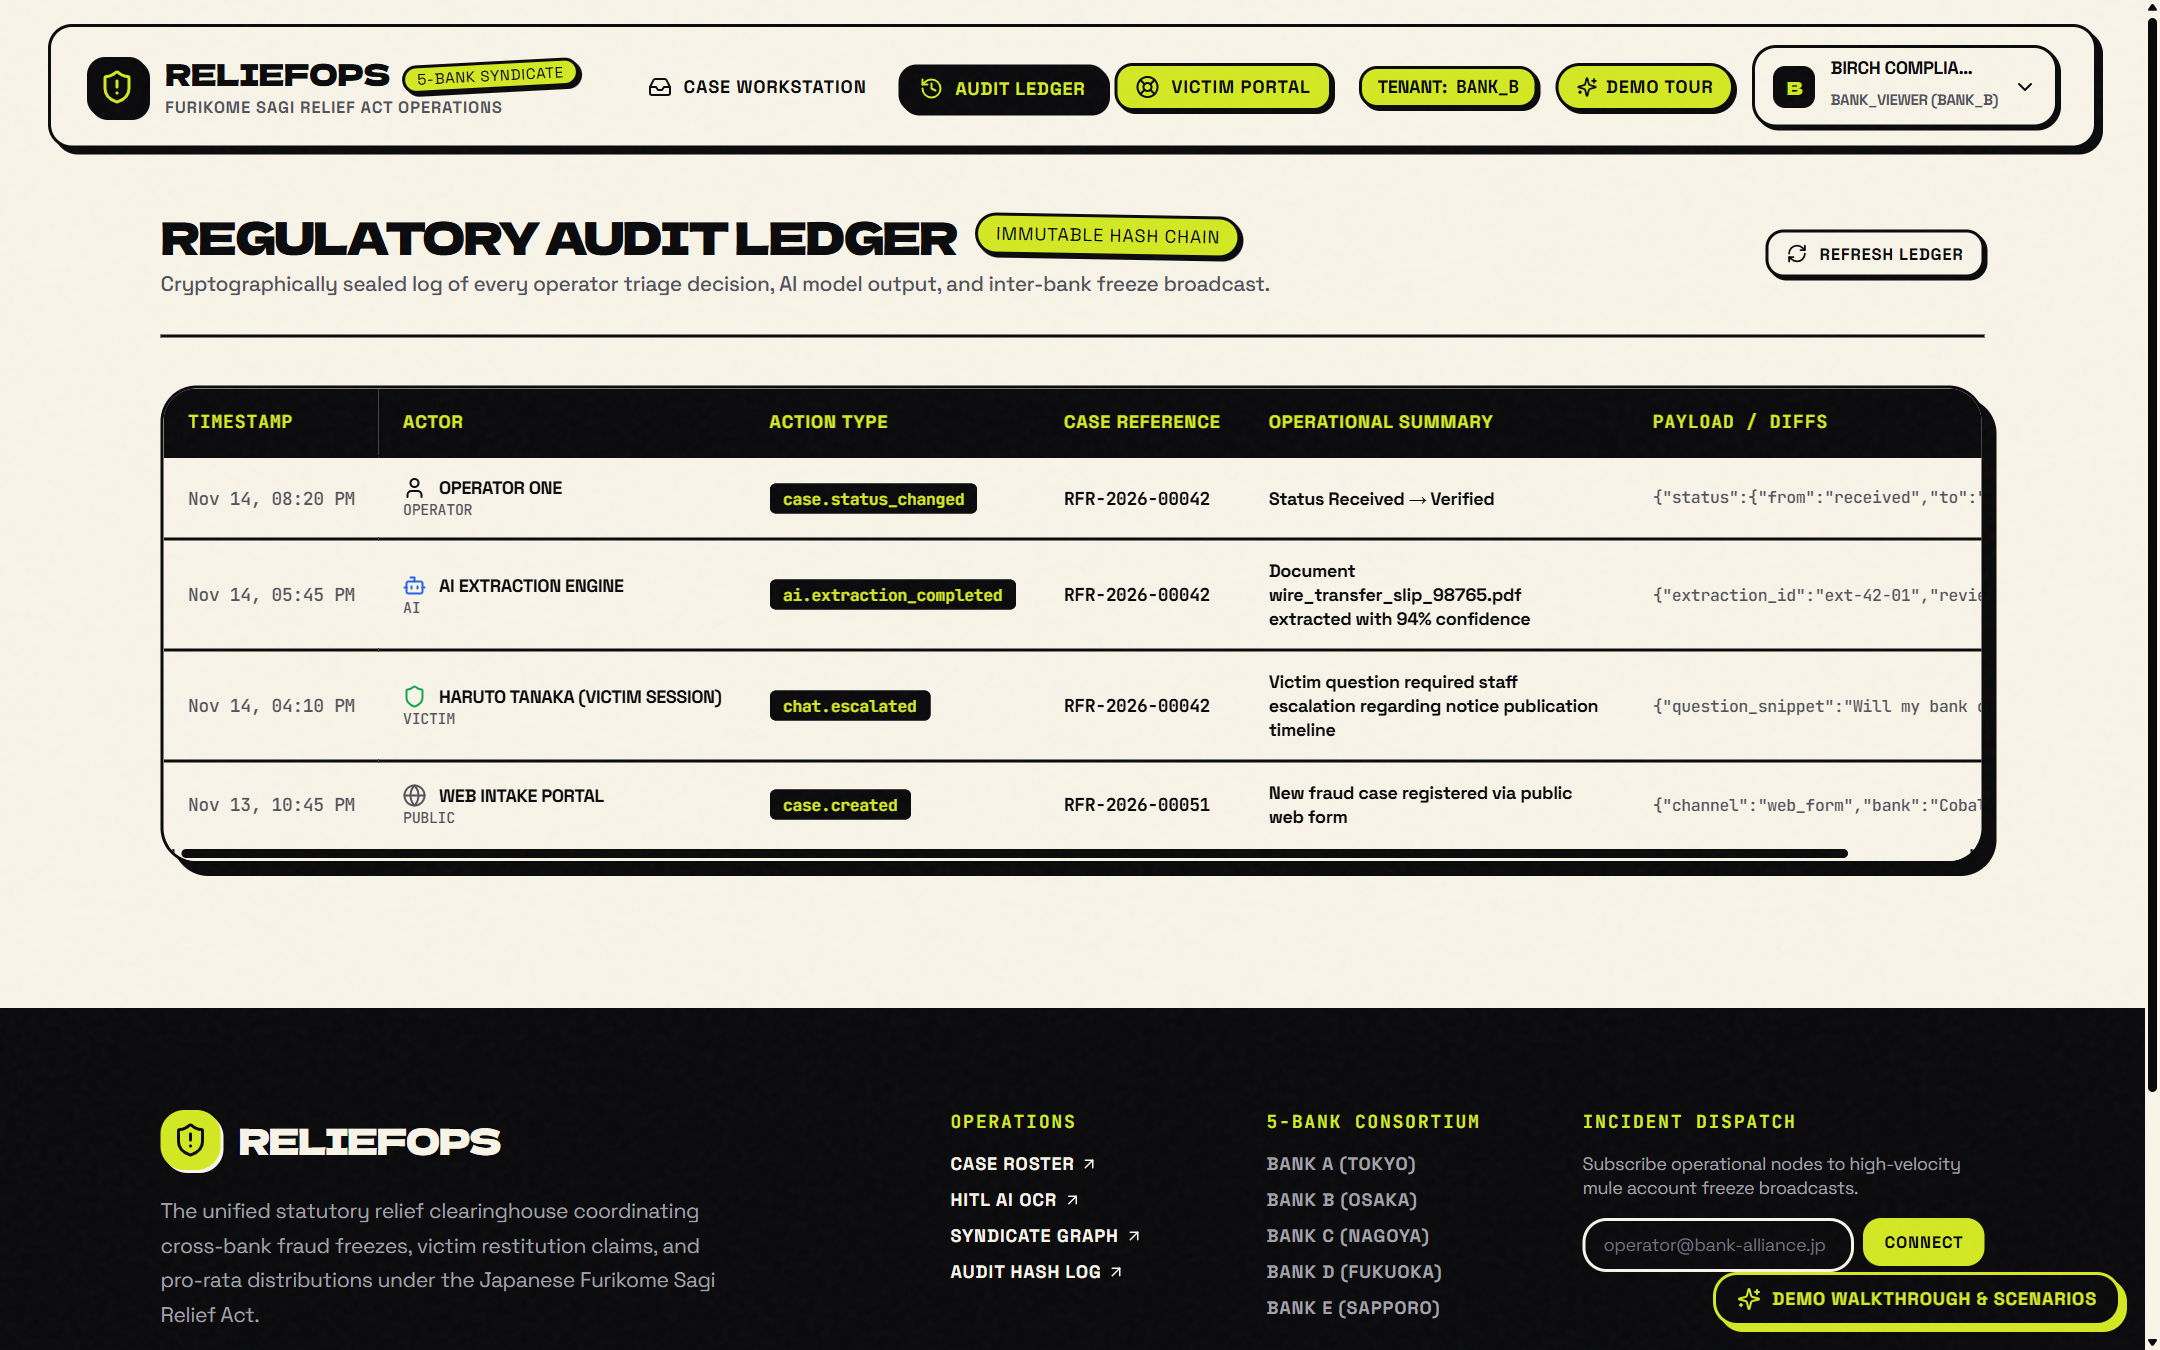 RELIEFOPS
5-BANK SYNDICATE
FURIKOME SAGI RELIEF ACT OPERATIONS
CASE WORKSTATION
AUDIT LEDGER
VICTIM PORTAL
TENANT: BANK_B
DEMO TOUR
B
BIRCH COMPLIA...
BANK_VIEWER (BANK_B)
REGULATORY AUDIT LEDGER
IMMUTABLE HASH CHAIN
Cryptographically sealed log of every operator triage decision, AI model output, and inter-bank freeze broadcast.
REFRESH LEDGER
TIMESTAMP
ACTOR
ACTION TYPE
CASE REFERENCE
OPERATIONAL SUMMARY
PAYLOAD / DIFFS
Nov 14, 08:20 PM
OPERATOR ONE
OPERATOR
case.status_changed
RFR-2026-00042
Status Received → Verified
{"status":{"from":"received","to":"
Nov 14, 05:45 PM
AI EXTRACTION ENGINE
AI
ai.extraction_completed
RFR-2026-00042
Document
wire_transfer_slip_98765.pdf
extracted with 94% confidence
{"extraction_id":"ext-42-01","revie
Nov 14, 04:10 PM
HARUTO TANAKA (VICTIM SESSION)
VICTIM
chat.escalated
RFR-2026-00042
Victim question required staff
escalation regarding notice publication
timeline
{"question_snippet":"Will my bank
Nov 13, 10:45 PM
WEB INTAKE PORTAL
PUBLIC
case.created
RFR-2026-00051
New fraud case registered via public
web form
{"channel":"web_form","bank":"Cobal
RELIEFOPS
The unified statutory relief clearinghouse coordinating
cross-bank fraud freezes, victim restitution claims, and
pro-rata distributions under the Japanese Furikome Sagi
Relief Act.
OPERATIONS
CASE ROSTER
HITL AI OCR
SYNDICATE GRAPH
AUDIT HASH LOG
5-BANK CONSORTIUM
BANK A (TOKYO)
BANK B (OSAKA)
BANK C (NAGOYA)
BANK D (FUKUOKA)
BANK E (SAPPORO)
INCIDENT DISPATCH
Subscribe operational nodes to high-velocity
mule account freeze broadcasts.
operator@bank-alliance.jp
CONNECT
DEMO WALKTHROUGH & SCENARIOS